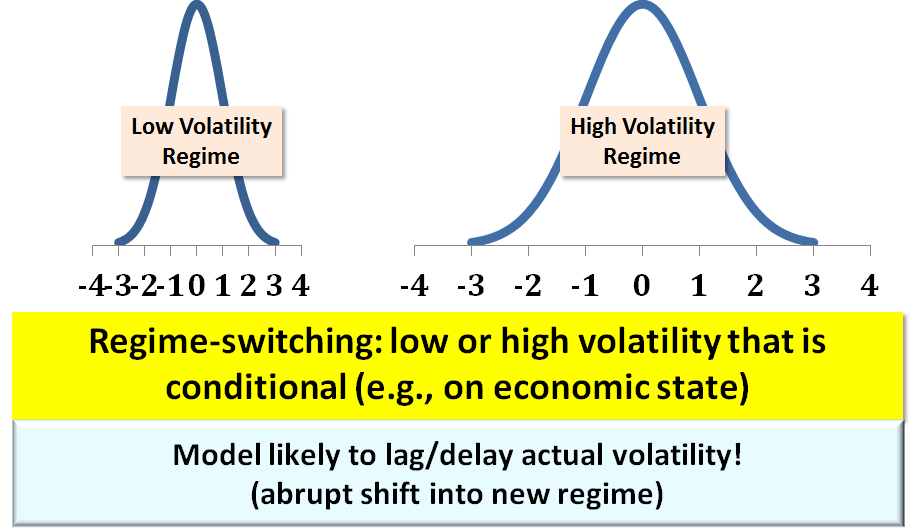 Low Volatility
Regime
High Volatility
Regime
-4-3-2-1 0 1 2 3 4
-4 -3 -2 -1 0 1 2 3 4
Regime-switching: low or high volatility that is
conditional (e.g., on economic state)
Model likely to lag/delay actual volatility!
(abrupt shift into new regime)